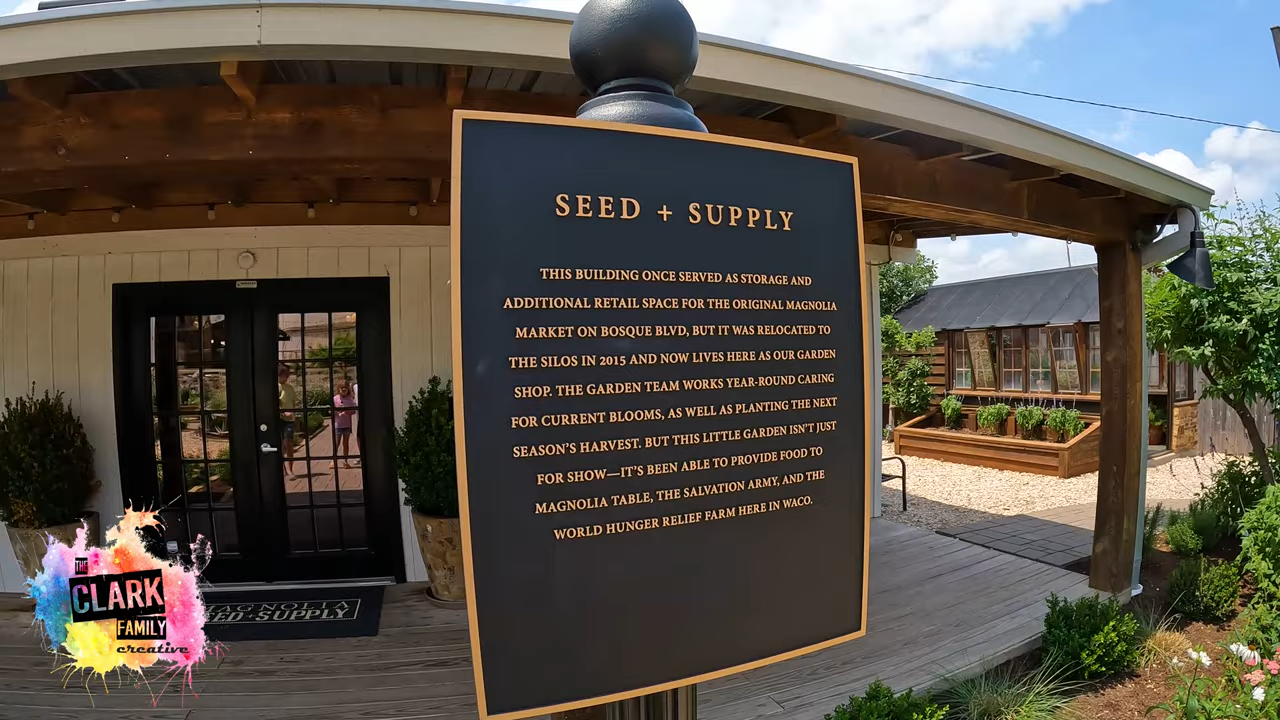 SEED + SUPPLY
THIS BUILDING ONCE SERVED AS STORAGE AND
ADDITIONAL RETAIL SPACE FOR THE ORIGINAL MAGNOLIA
MARKET ON BOSQUE BLVD, BUT IT WAS RELOCATED TO
THE SILOS IN 2015 AND NOW LIVES HERE AS OUR GARDEN
SHOP. THE GARDEN TEAM WORKS YEAR-ROUND CARING
FOR CURRENT BLOOMS, AS WELL AS PLANTING THE NEXT
SEASON'S HARVEST. BUT THIS LITTLE GARDEN ISN'T JUST
FOR SHOW—IT'S BEEN ABLE TO PROVIDE FOOD TO
MAGNOLIA TABLE, THE SALVATION ARMY, AND THE
WORLD HUNGER RELIEF FARM HERE IN WACO.
MAGNOLIA
SEED+SUPPLY
THE
CLARK
FAMILY
creative